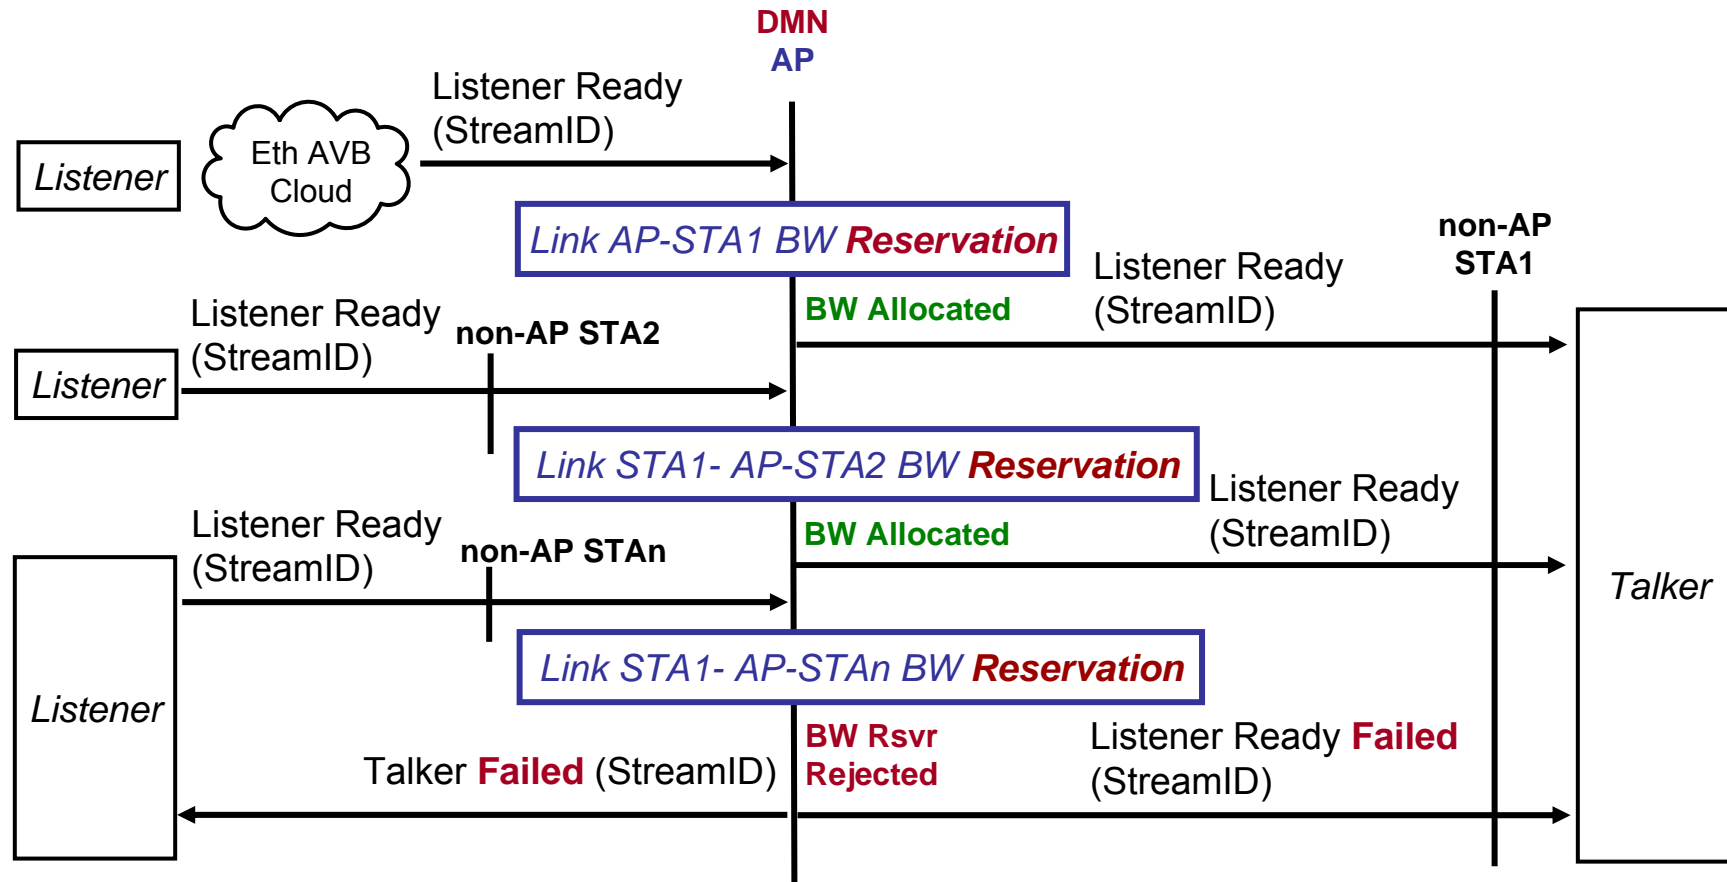 DMN
AP
Listener Ready
(StreamID)
Eth AVB
Cloud
Listener
Link AP-STA1 BW Reservation
non-AP
STA1
Listener Ready
(StreamID)
BW Allocated
Listener Ready
(StreamID)
non-AP STA2
Listener
Link STA1- AP-STA2 BW Reservation
Listener Ready
(StreamID)
BW Allocated
Listener Ready
(StreamID)
non-AP STAn
Talker
Link STA1- AP-STAn BW Reservation
Listener
BW Rsvr
Rejected
Listener Ready Failed
(StreamID)
Talker Failed (StreamID)